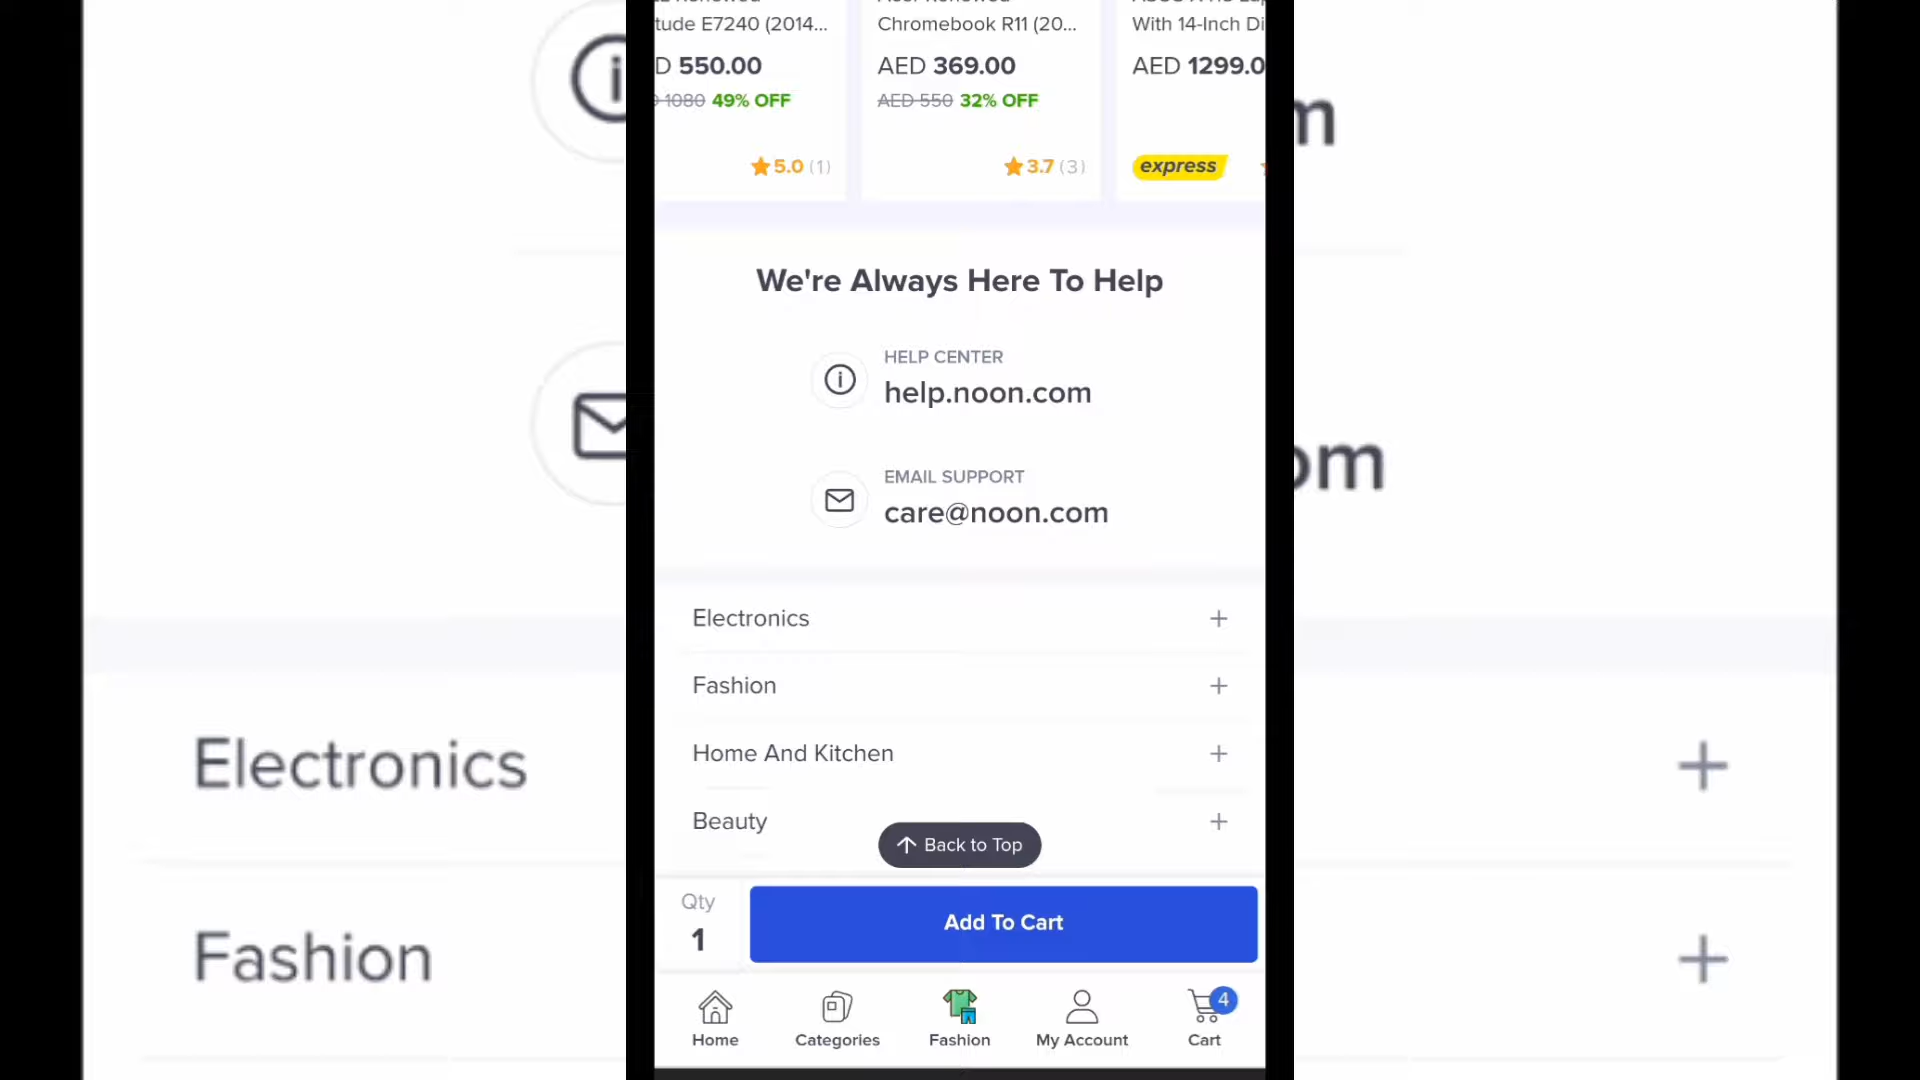 tude E7240 (2014...
Chromebook R11 (20...
With 14-Inch Di
D 550.00
AED 369.00
AED 1299.0
1080 49% OFF
AED 550 32% OFF
5.0 (1)
3.7 (3)
express
We're Always Here To Help
HELP CENTER
help.noon.com
EMAIL SUPPORT
care@noon.com
Electronics
Fashion
Home And Kitchen
Beauty
Back to Top
Qty
1
Add To Cart
Home
Categories
Fashion
My Account
4
Cart
m
om
Electronics
Fashion